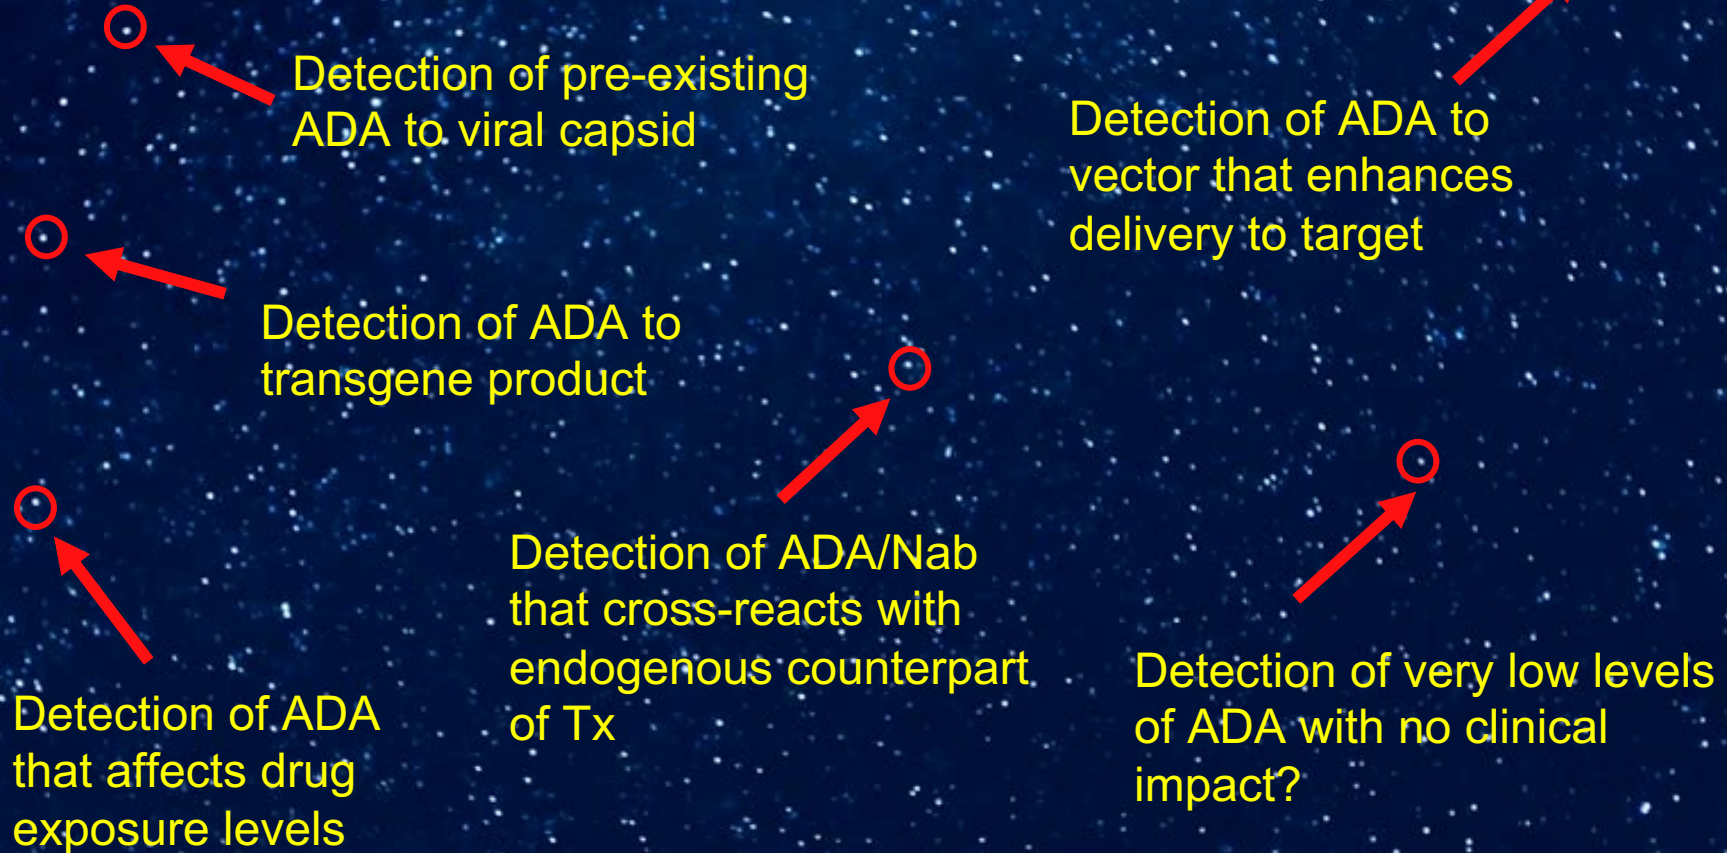 Detection of pre-existing
ADA to viral capsid
Detection of ADA to
vector that enhances
delivery to target
Detection of ADA to
transgene product
Detection of ADA/Nab
that cross-reacts with
endogenous counterpart
of Tx
Detection of very low levels
of ADA with no clinical
impact?
Detection of ADA
that affects drug
exposure levels